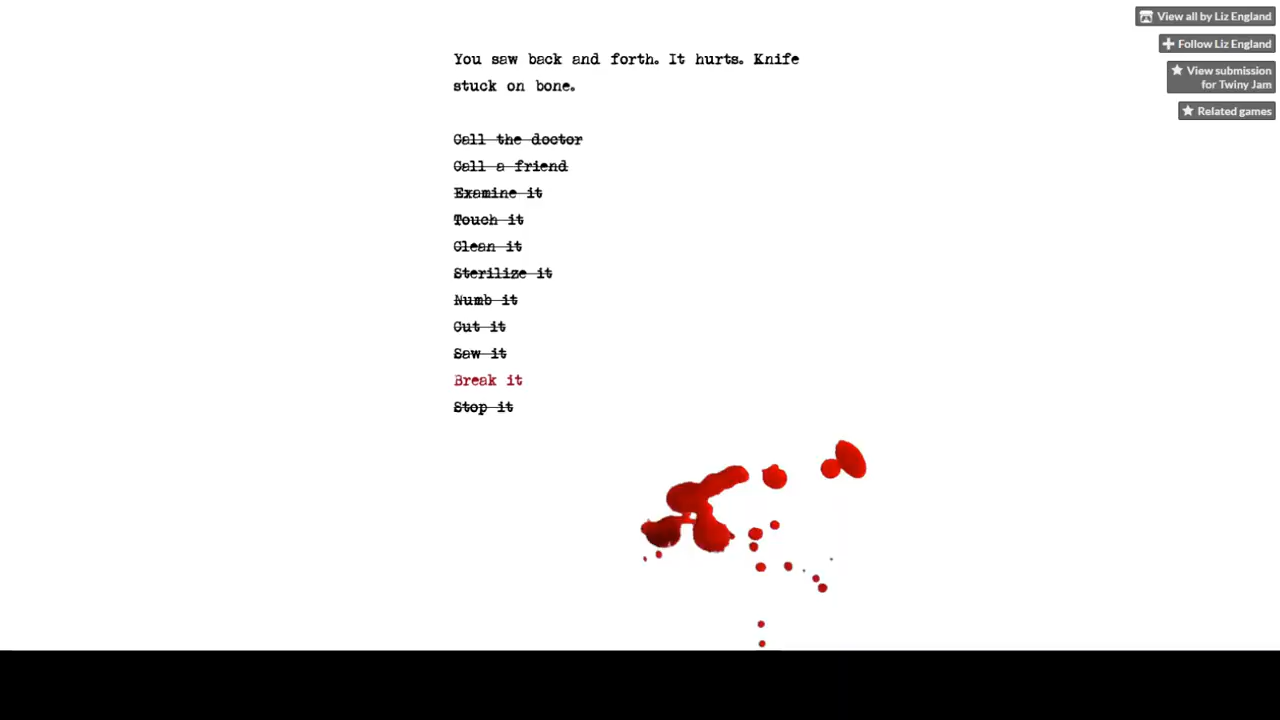 You saw back and forth. It hurts. Knife
stuck on bone.
Call the doctor
Call a friend
Examine it
Touch it
Clean it
Sterilize it
Numb it
Cut it
Saw it
Break it
Stop it
View all by Liz England
Follow Liz England
View submission
for Twiny Jam
Related games